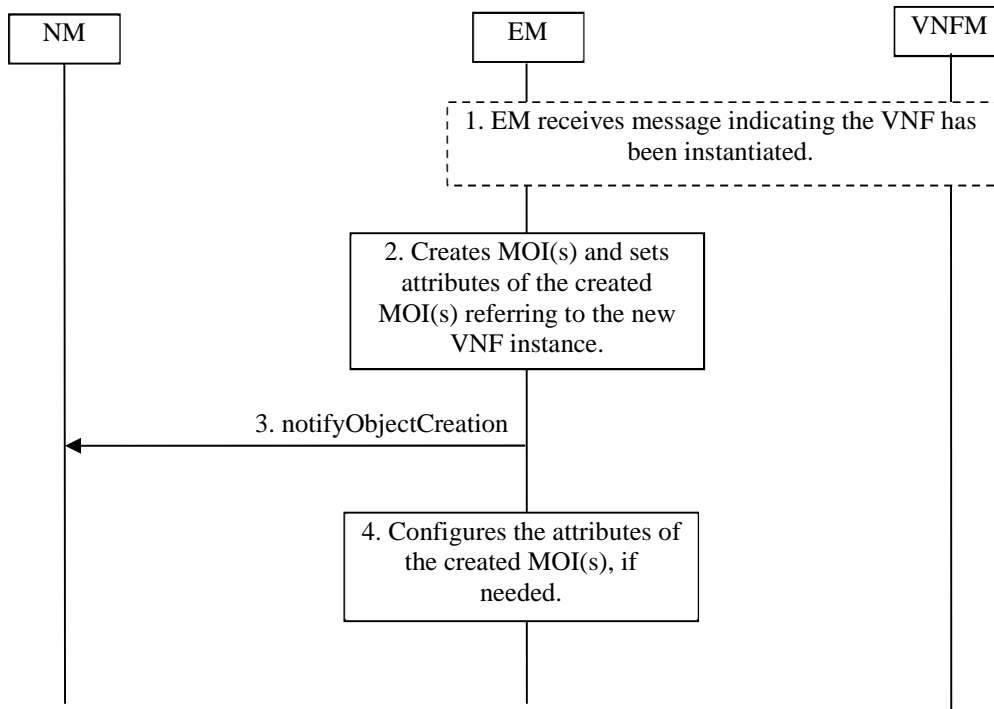 NM
EM
VNFM
1. EM receives message indicating the VNF has
been instantiated.
2. Creates MOI(s) and sets
attributes of the created
MOI(s) referring to the new
VNF instance.
3. notifyObjectCreation
4. Configures the attributes of
the created MOI(s), if
needed.